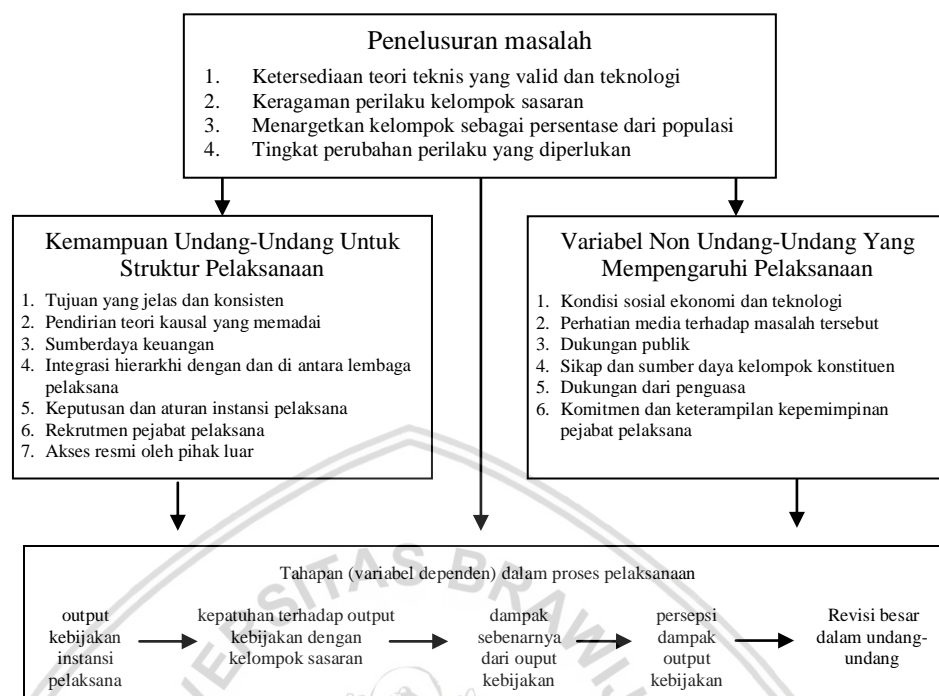 Penelusuran masalah
1. Ketersediaan teori teknis yang valid dan teknologi
2. Keragaman perilaku kelompok sasaran
3. Menargetkan kelompok sebagai persentase dari populasi
4. Tingkat perubahan perilaku yang diperlukan
Kemampuan Undang-Undang Untuk
Struktur Pelaksanaan
1. Tujuan yang jelas dan konsisten
2. Pendirian teori kausal yang memadai
3. Sumberdaya keuangan
4. Integrasi hierarkhi dengan dan di antara lembaga
pelaksana
5. Keputusan dan aturan instansi pelaksana
6. Rekrutmen pejabat pelaksana
7. Akses resmi oleh pihak luar
Variabel Non Undang-Undang Yang
Mempengaruhi Pelaksanaan
1. Kondisi sosial ekonomi dan teknologi
2. Perhatian media terhadap masalah tersebut
3. Dukungan publik
4. Sikap dan sumber daya kelompok konstituen
5. Dukungan dari penguasa
6. Komitmen dan keterampilan kepemimpinan
pejabat pelaksana
Tahapan (variabel dependen) dalam proses pelaksanaan
output
kebijakan
instansi
pelaksana
kepatuhan terhadap output
kebijakan dengan
kelompok sasaran
dampak
sebenarnya
dari ouput
kebijakan
persepsi
dampak
output
kebijakan
Revisi besar
dalam undang-
undang